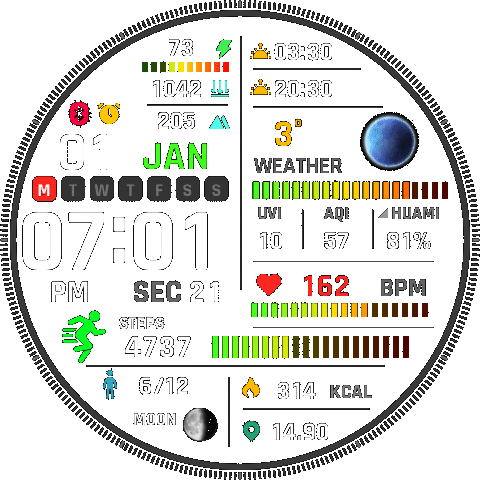 73
1042
205
01 JAN
M T W T F S S
07:01
PM SEC 21
STEPS
4737
6/12
MOON
03:30
20:30
3°
WEATHER
UVI AQI HUAMI
10 57 81%
162 BPM
314 KCAL
14.90